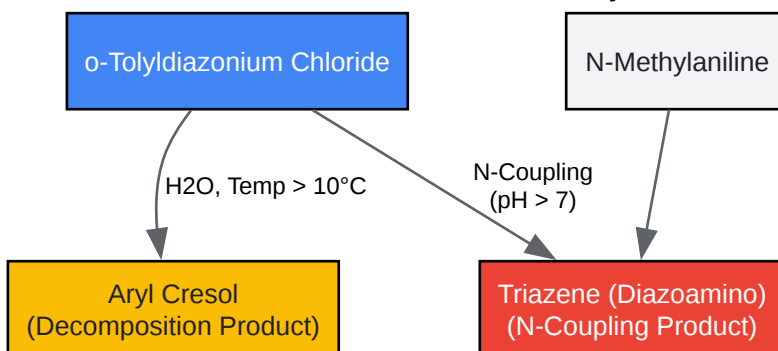 o-Tolyldiazonium Chloride
N-Methylaniline
H2O, Temp > 10°C
N-Coupling
(pH > 7)
Aryl Cresol
(Decomposition Product)
Triazene (Diazoamino)
(N-Coupling Product)